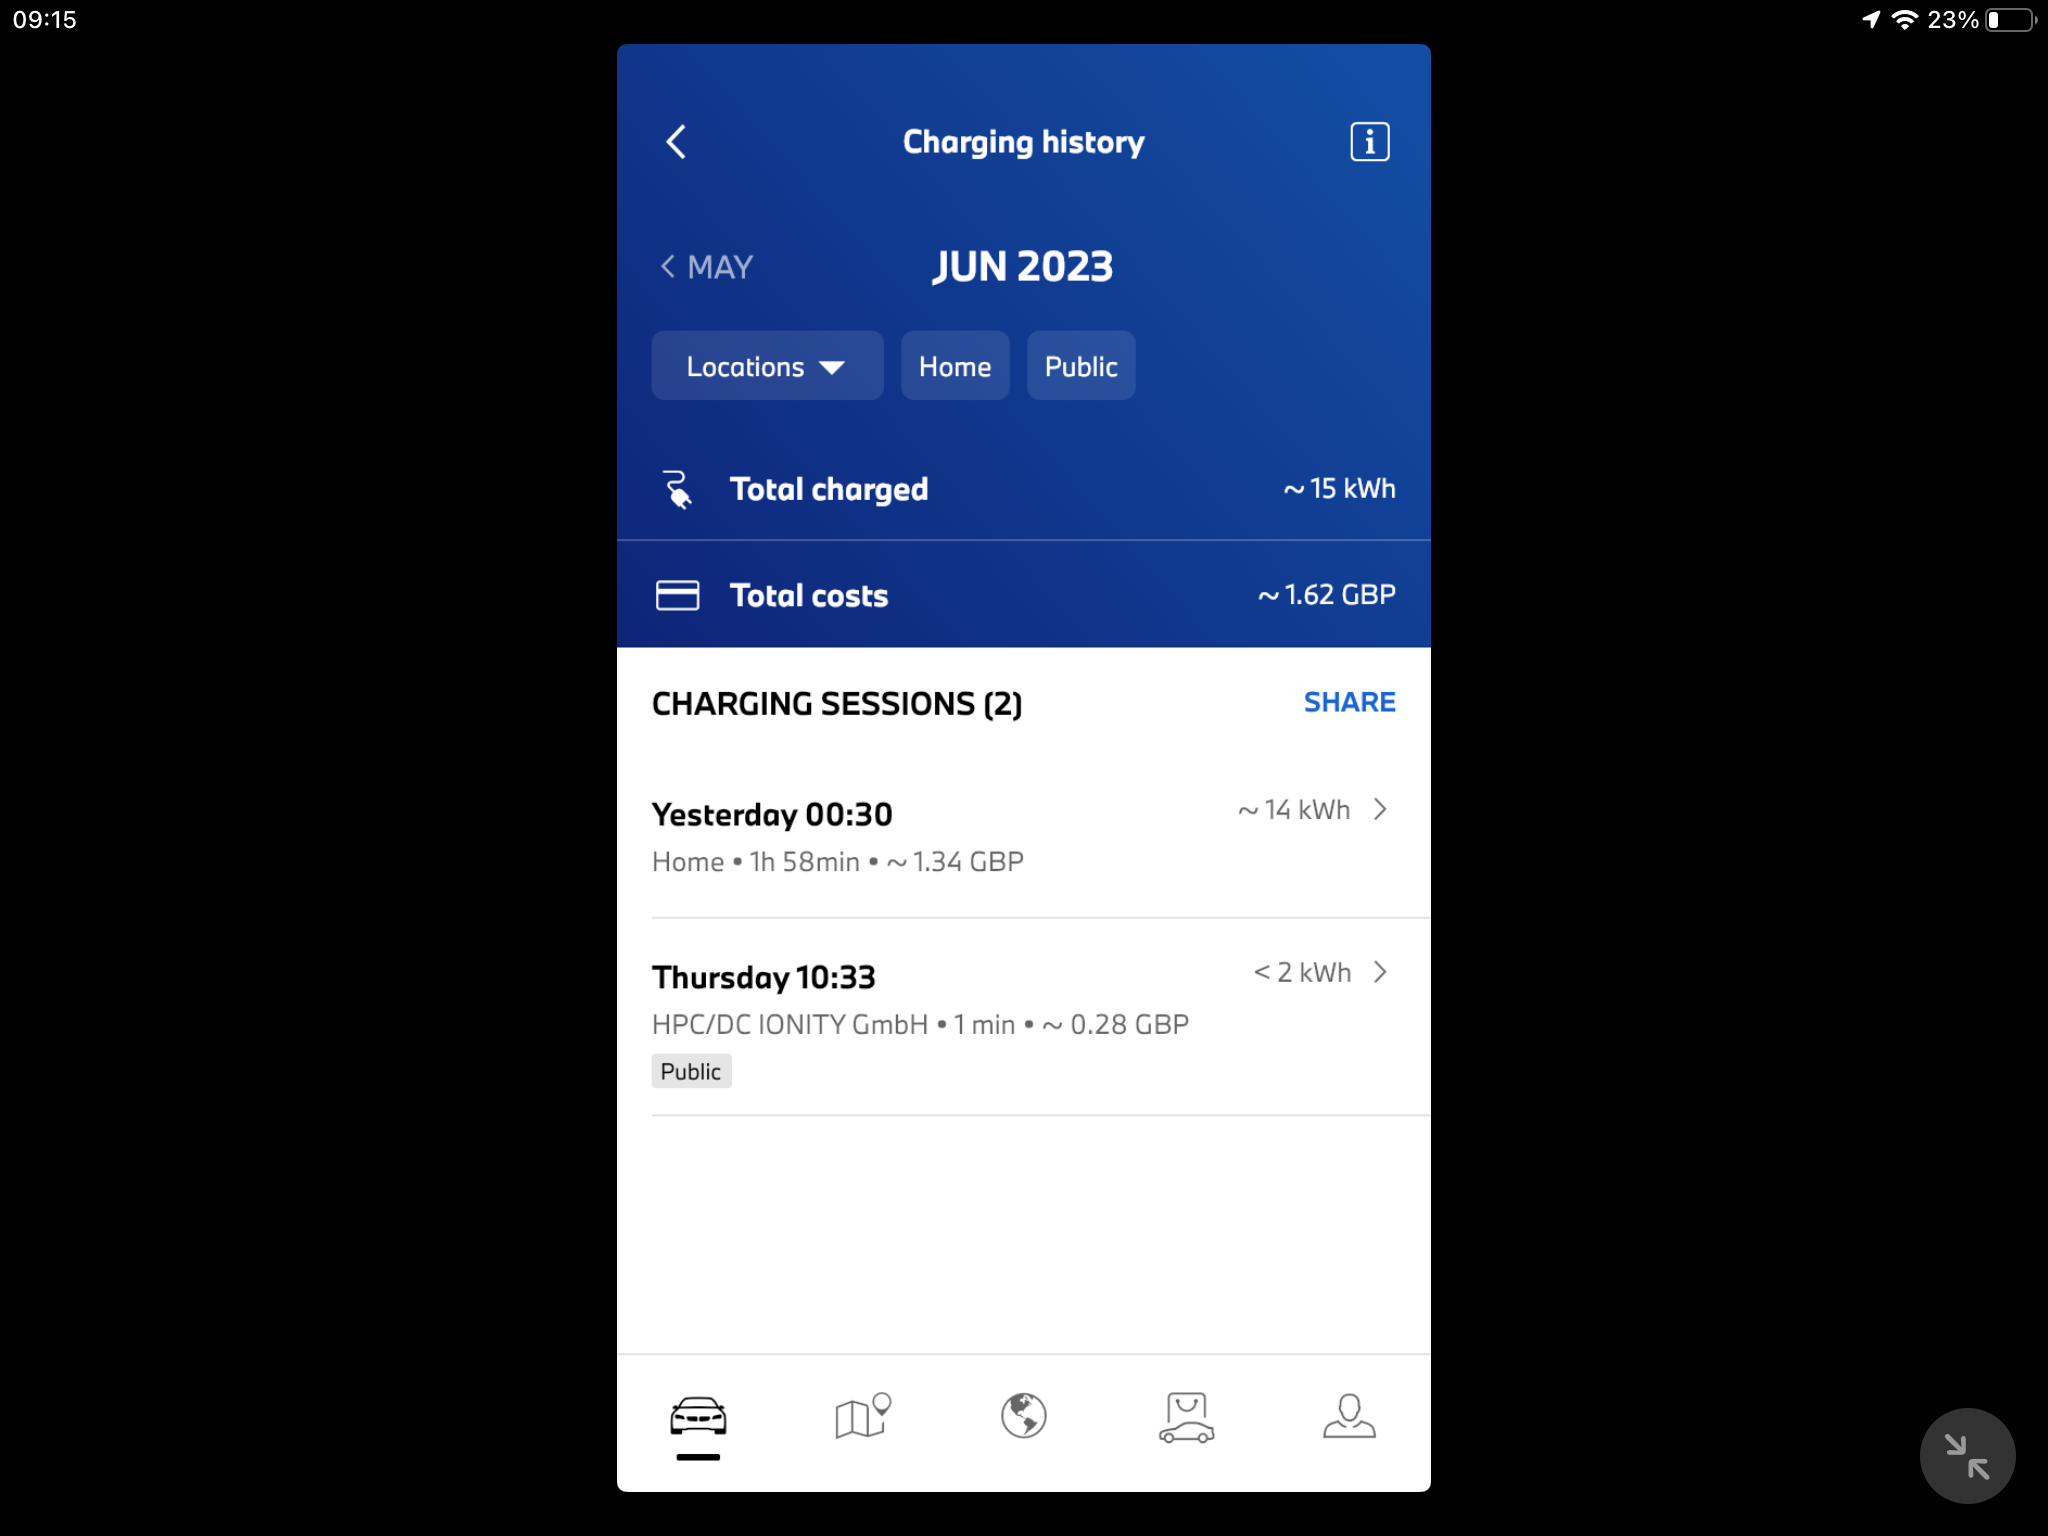 09:15
23%
Charging history
i
MAY
JUN 2023
Locations
Home
Public
Total charged
~ 15 kWh
Total costs
~ 1.62 GBP
CHARGING SESSIONS (2)
SHARE
Yesterday 00:30
~ 14 kWh
Home • 1h 58min • ~ 1.34 GBP
Thursday 10:33
< 2 kWh
HPC/DC IONITY GmbH • 1 min • ~ 0.28 GBP
Public